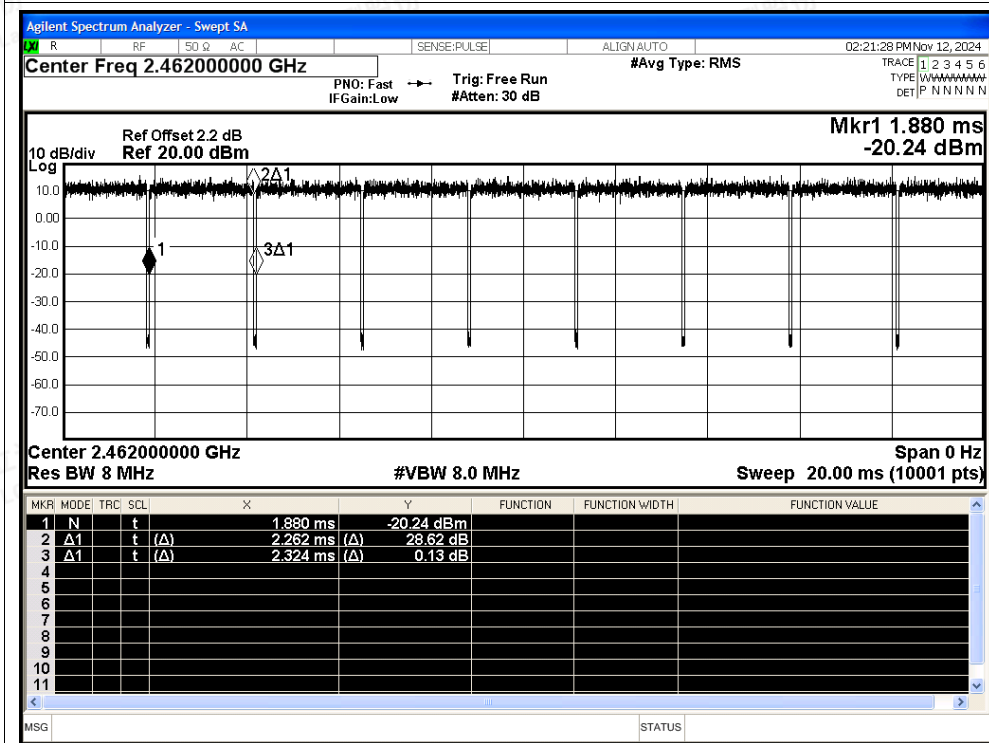 Agilent Spectrum Analyzer - Swept SA
LXI R RF 50 Ω AC SENSE:PULSE ALIGN AUTO 02:21:28 PM Nov 12, 2024
Center Freq 2.462000000 GHz #Avg Type: RMS TRACE 1 2 3 4 5 6
PNO: Fast Trig: Free Run TYPE WWWWWW
IFGain:Low #Atten: 30 dB DET P N N N N N
Mkr1 1.880 ms
Ref Offset 2.2 dB
10 dB/div Ref 20.00 dBm -20.24 dBm
Log
2Δ1
10.0
0.00
-10.0
1 3Δ1
-20.0
-30.0
-40.0
-50.0
-60.0
-70.0
Center 2.462000000 GHz Span 0 Hz
Res BW 8 MHz #VBW 8.0 MHz Sweep 20.00 ms (10001 pts)
MKR MODE TRC SCL X Y FUNCTION FUNCTION WIDTH FUNCTION VALUE
1 N t 1.880 ms -20.24 dBm
2 Δ1 t (Δ) 2.262 ms (Δ) 28.62 dB
3 Δ1 t (Δ) 2.324 ms (Δ) 0.13 dB
4
5
6
7
8
9
10
11
MSG STATUS